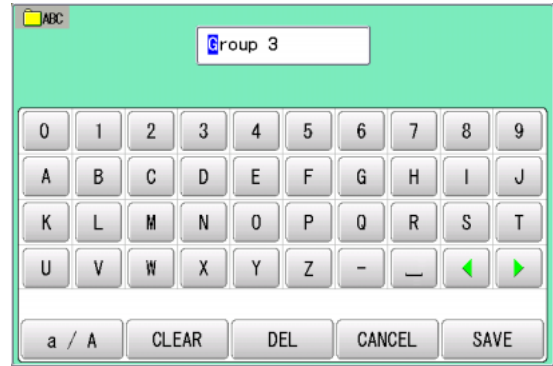 ABC
Group 3
0 1 2 3 4 5 6 7 8 9
A B C D E F G H I J
K L M N O P Q R S T
U V W X Y Z -
a / A CLEAR DEL CANCEL SAVE